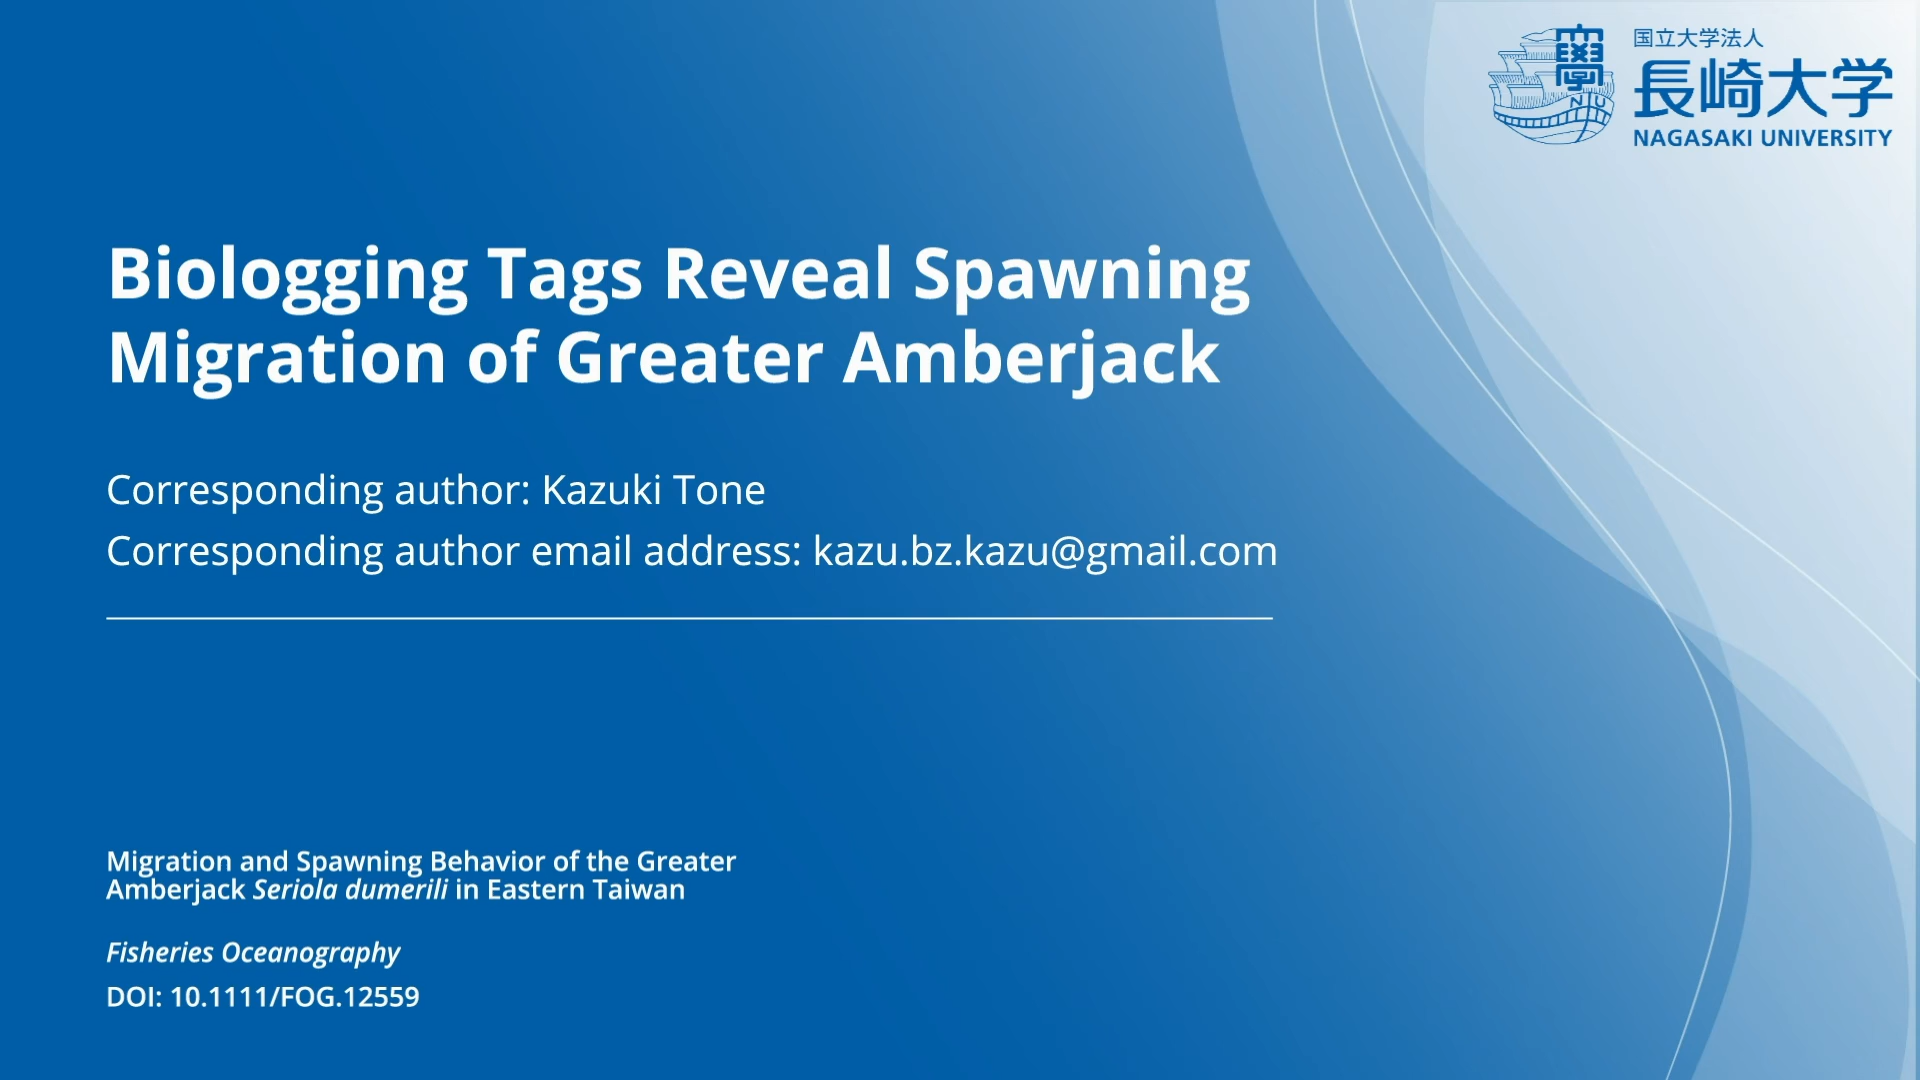 國立大学法人
長崎大学
NAGASAKI UNIVERSITY
學
N U
Biologging Tags Reveal Spawning
Migration of Greater Amberjack
Corresponding author: Kazuki Tone
Corresponding author email address: kazu.bz.kazu@gmail.com
Migration and Spawning Behavior of the Greater
Amberjack Seriola dumerili in Eastern Taiwan
Fisheries Oceanography
DOI: 10.1111/FOG.12559